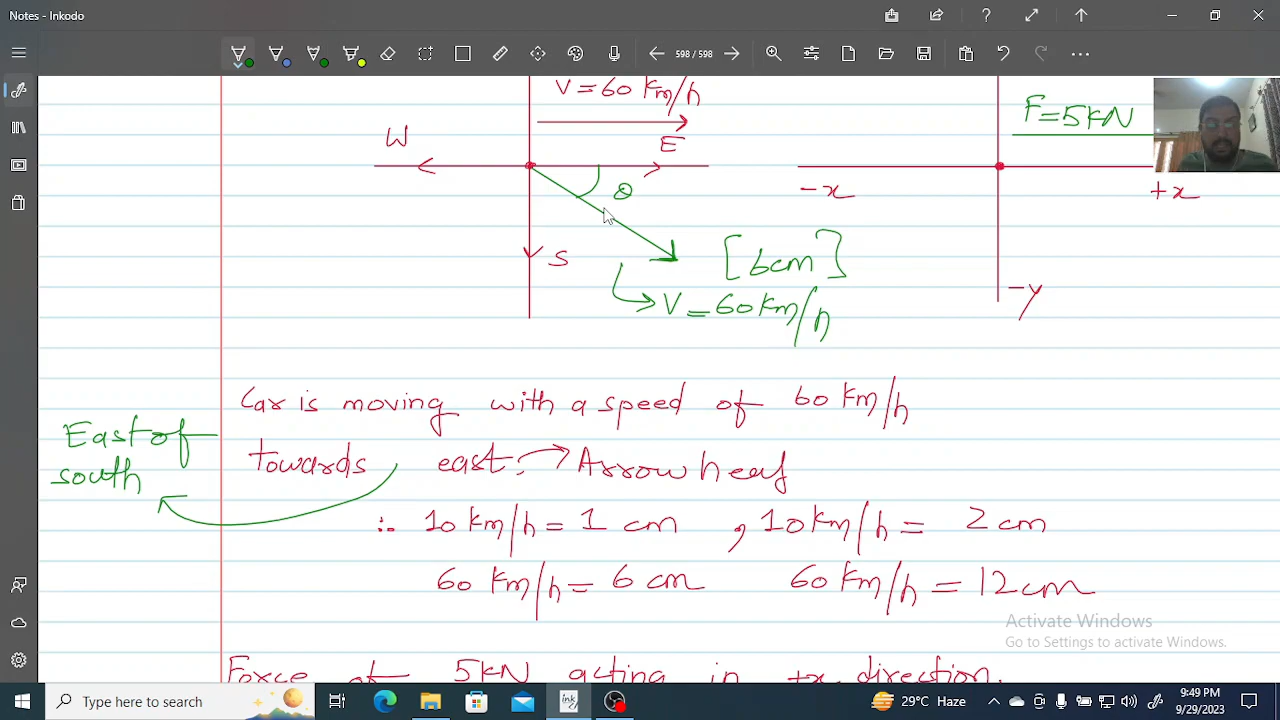 Notes - Inkodo
598 / 598
V = 60 Km/h
F = 5KN
W
E
θ
-x
+x
S
[6cm]
-y
V = 60 Km/h
Car is moving with a speed of 60 Km/h
East of
south
towards east. → Arrow heaf
∴ 10 Km/h = 1 cm , 10 Km/h = 2 cm
60 Km/h = 6 cm 60 Km/h = 12 cm
Activate Windows
Go to Settings to activate Windows.
Force of 5KN acting in +x direction.
Type here to search
29°C Haze
9:49 PM
9/29/2023